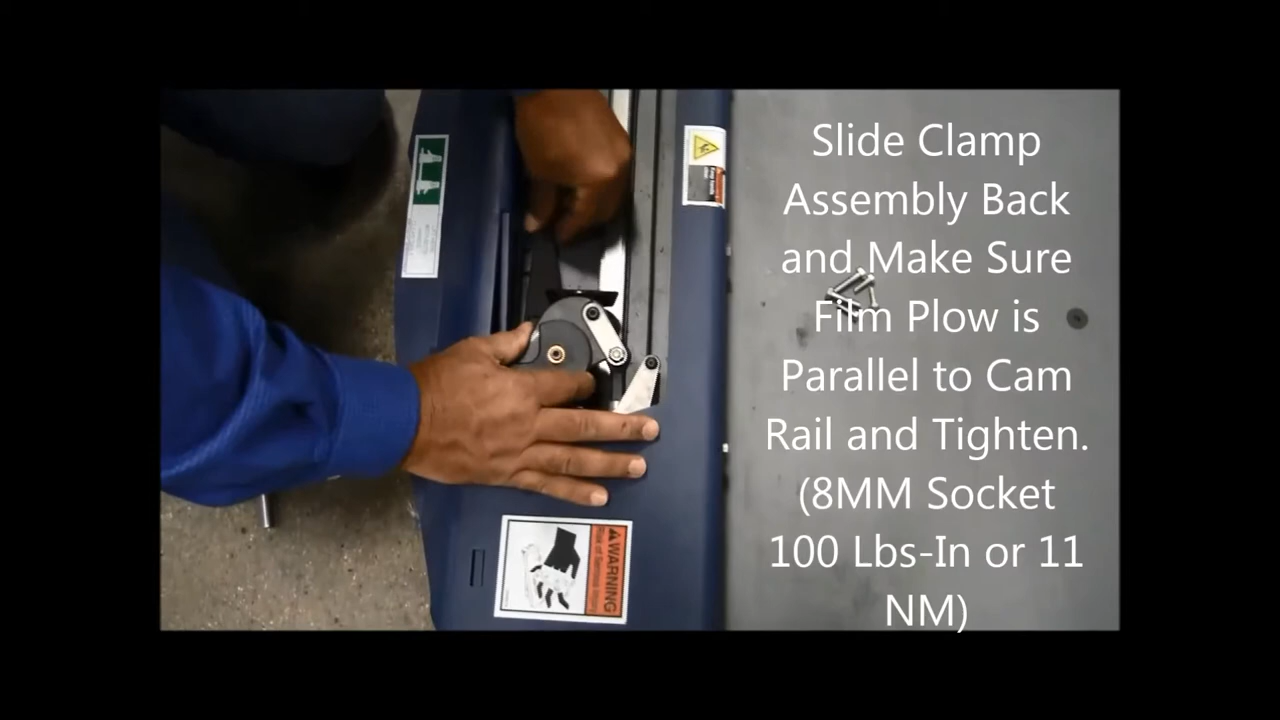 Slide Clamp
Assembly Back
and Make Sure
Film Plow is
Parallel to Cam
Rail and Tighten.
(8MM Socket
100 Lbs-In or 11
NM)
WARNING